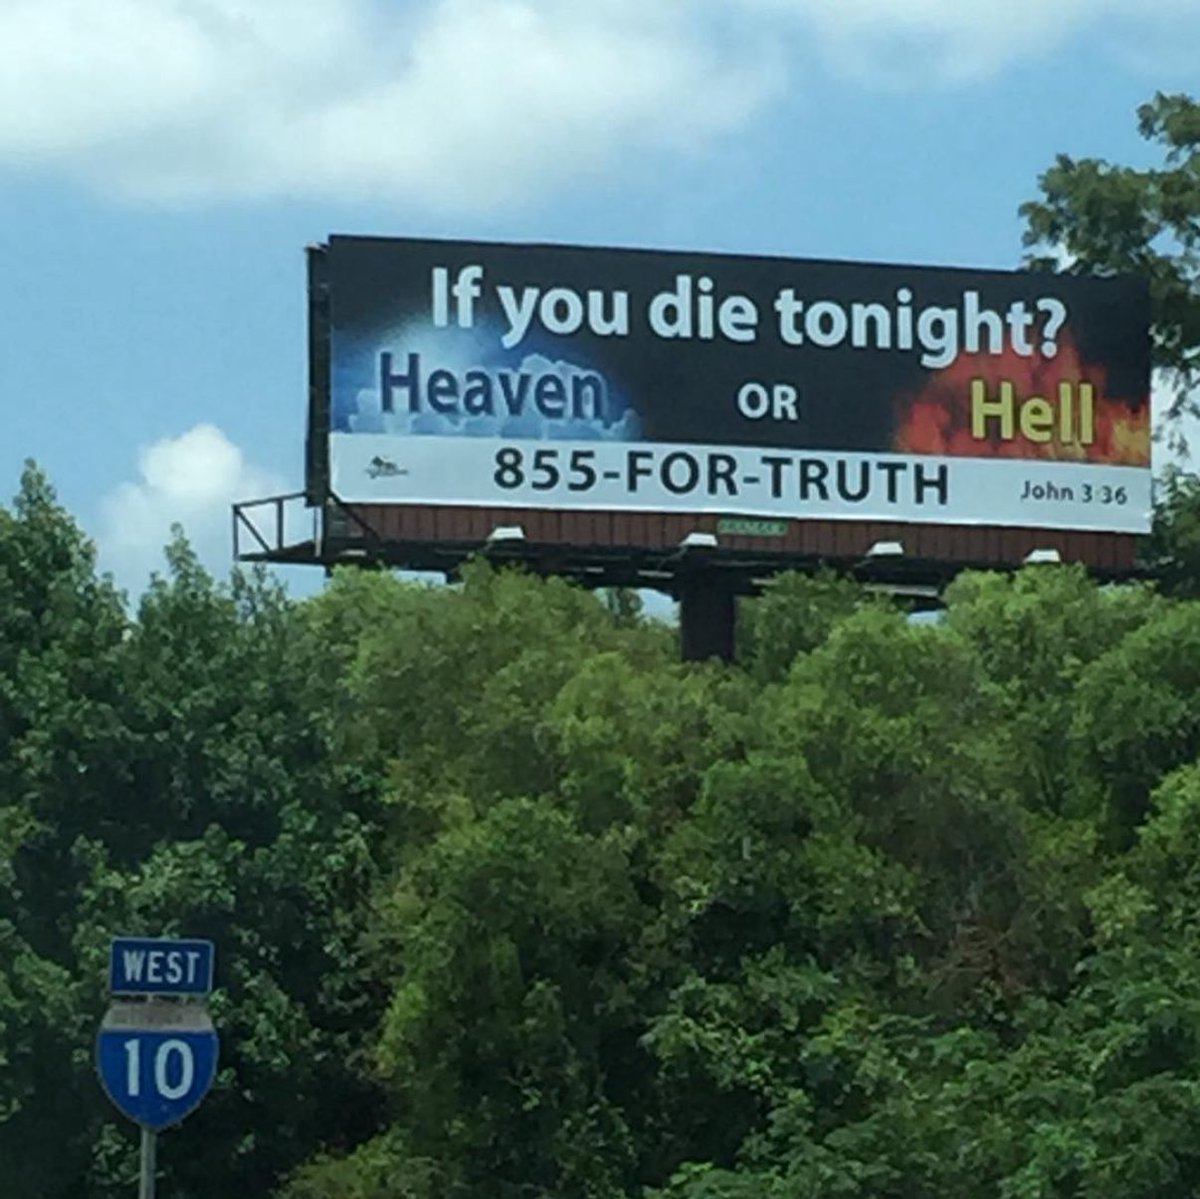 If you die tonight?
Heaven OR Hell
855-FOR-TRUTH
John 3:36
WEST
10